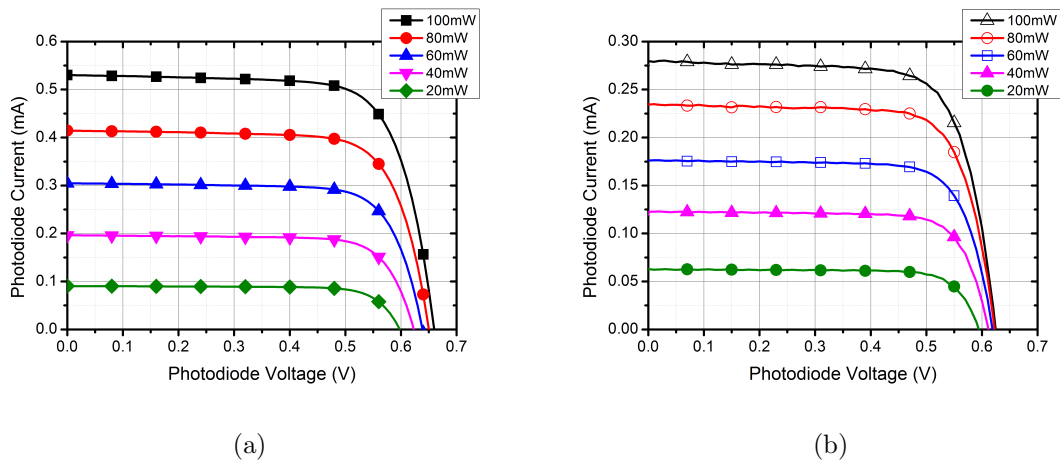 100mW
80mW
60mW
40mW
20mW
0.6
0.5
0.4
0.3
0.2
0.1
0.0
Photodiode Current (mA)
0.0 0.1 0.2 0.3 0.4 0.5 0.6 0.7
Photodiode Voltage (V)
(a)
100mW
80mW
60mW
40mW
20mW
0.30
0.25
0.20
0.15
0.10
0.05
0.00
Photodiode Current (mA)
0.0 0.1 0.2 0.3 0.4 0.5 0.6 0.7
Photodiode Voltage (V)
(b)